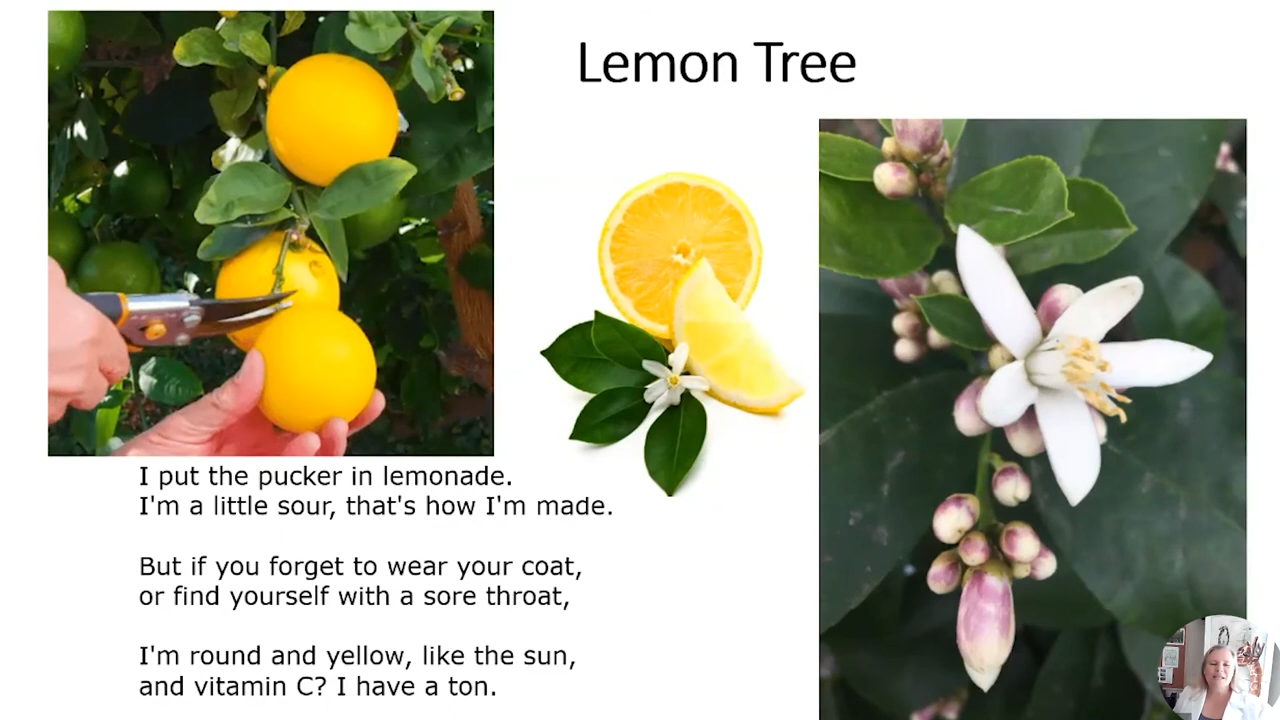 Lemon Tree
I put the pucker in lemonade.
I'm a little sour, that's how I'm made.
But if you forget to wear your coat,
or find yourself with a sore throat,
I'm round and yellow, like the sun,
and vitamin C? I have a ton.